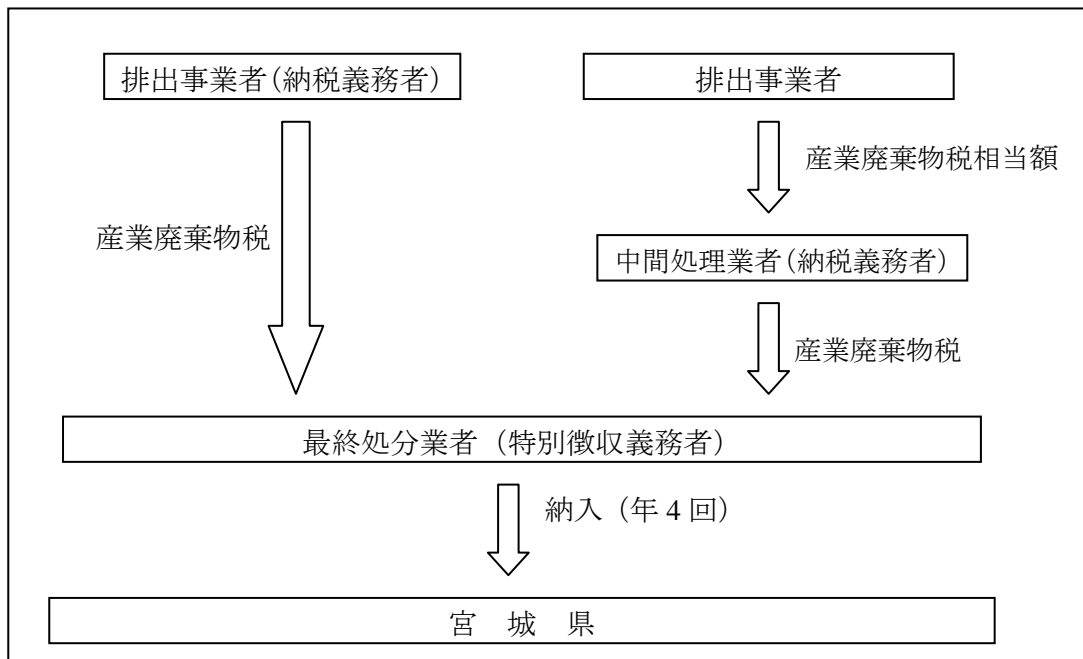 排出事業者(納税義務者)
排出事業者
産業廃棄物税相当額
産業廃棄物税
中間処理業者(納税義務者)
産業廃棄物税
最終処分業者（特別徴収義務者）
納入（年4回）
宮　城　県